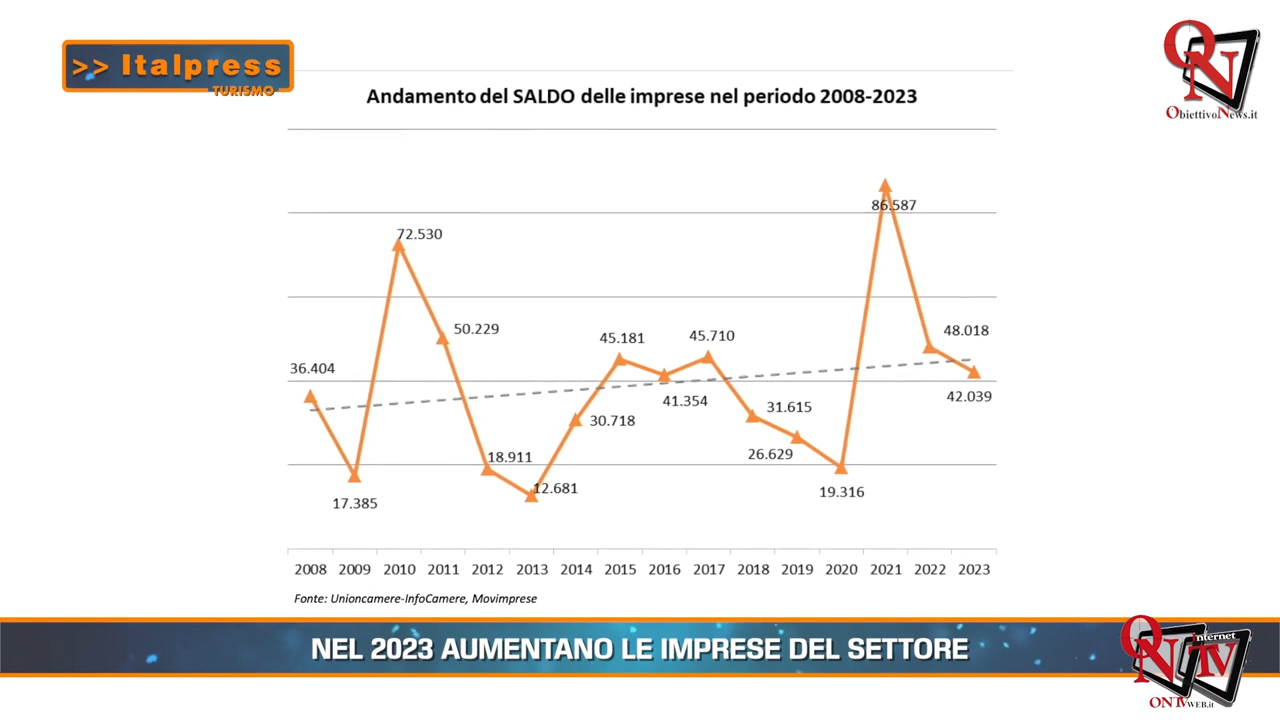 >> Italpress
TURISMO
ObiettivoNews.it
Andamento del SALDO delle imprese nel periodo 2008-2023
86.587
72.530
50.229
48.018
45.181
45.710
36.404
42.039
41.354
31.615
30.718
26.629
18.911
12.681
19.316
17.385
2008 2009 2010 2011 2012 2013 2014 2015 2016 2017 2018 2019 2020 2021 2022 2023
Fonte: Unioncamere-InfoCamere, Movimprese
NEL 2023 AUMENTANO LE IMPRESE DEL SETTORE
ON Internet TV
ONTVWEB.it